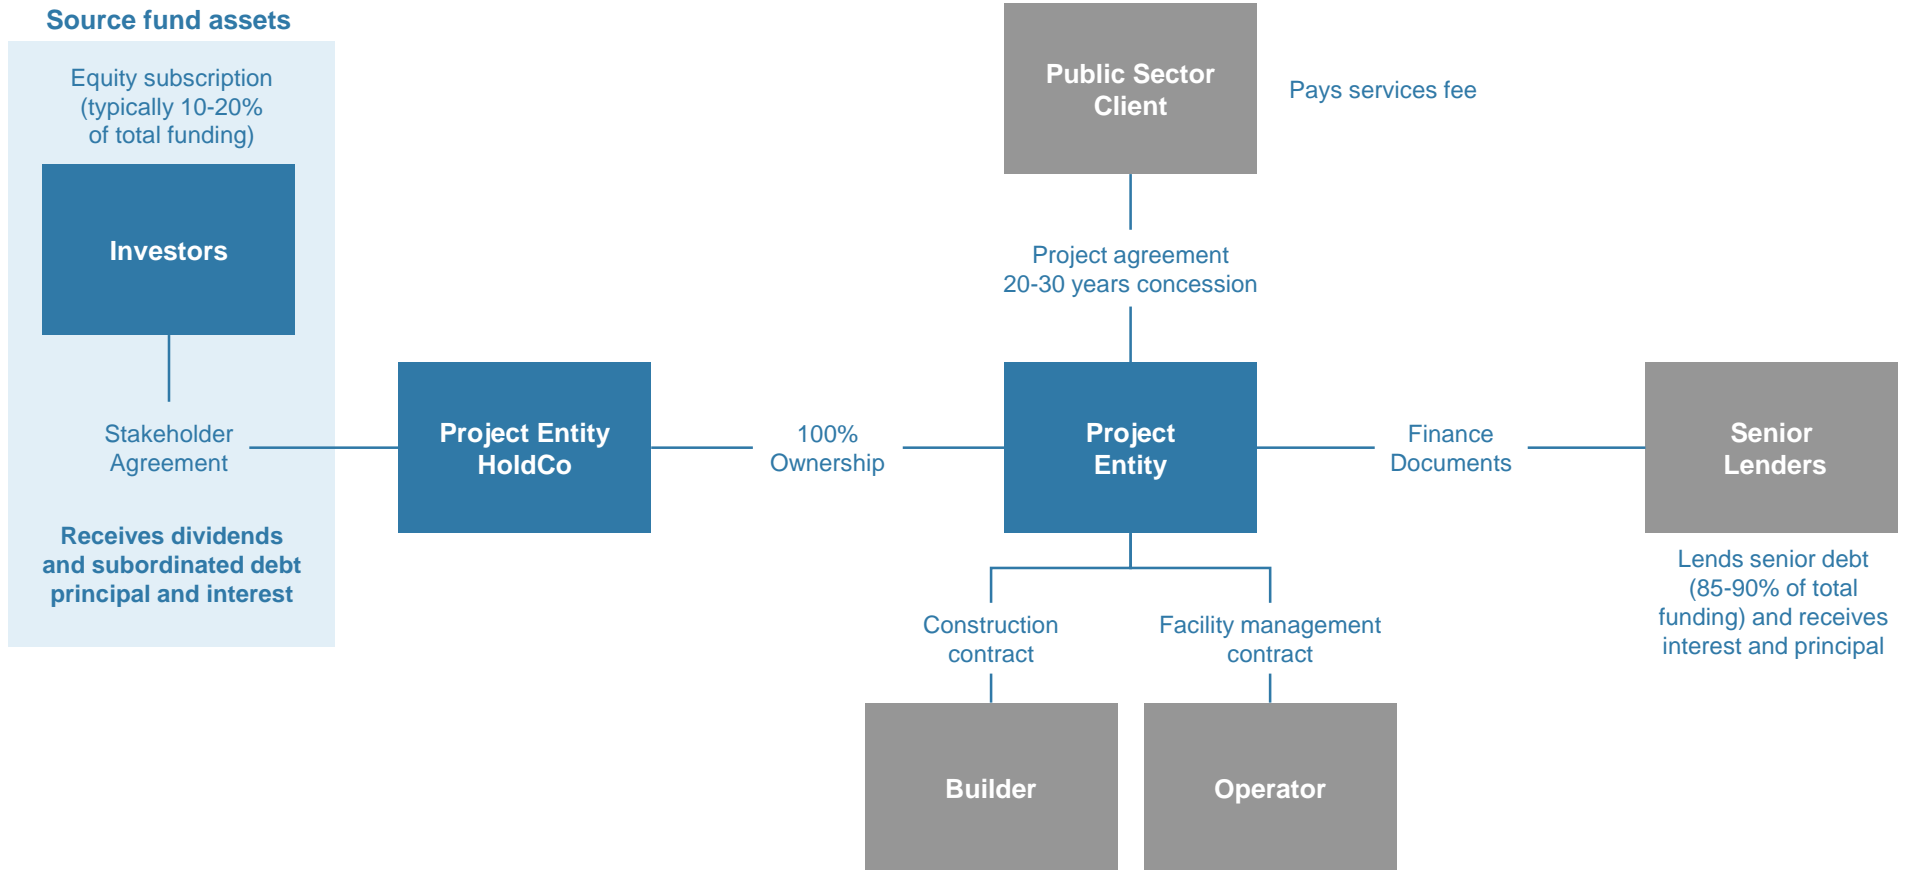 Source fund assets
Equity subscription
(typically 10-20%
of total funding)
Investors
Stakeholder
Agreement
Receives dividends
and subordinated debt
principal and interest
Project Entity
HoldCo
100%
Ownership
Public Sector
Client
Pays services fee
Project agreement
20-30 years concession
Project
Entity
Finance
Documents
Senior
Lenders
Lends senior debt
(85-90% of total
funding) and receives
interest and principal
Construction
contract
Facility management
contract
Builder
Operator